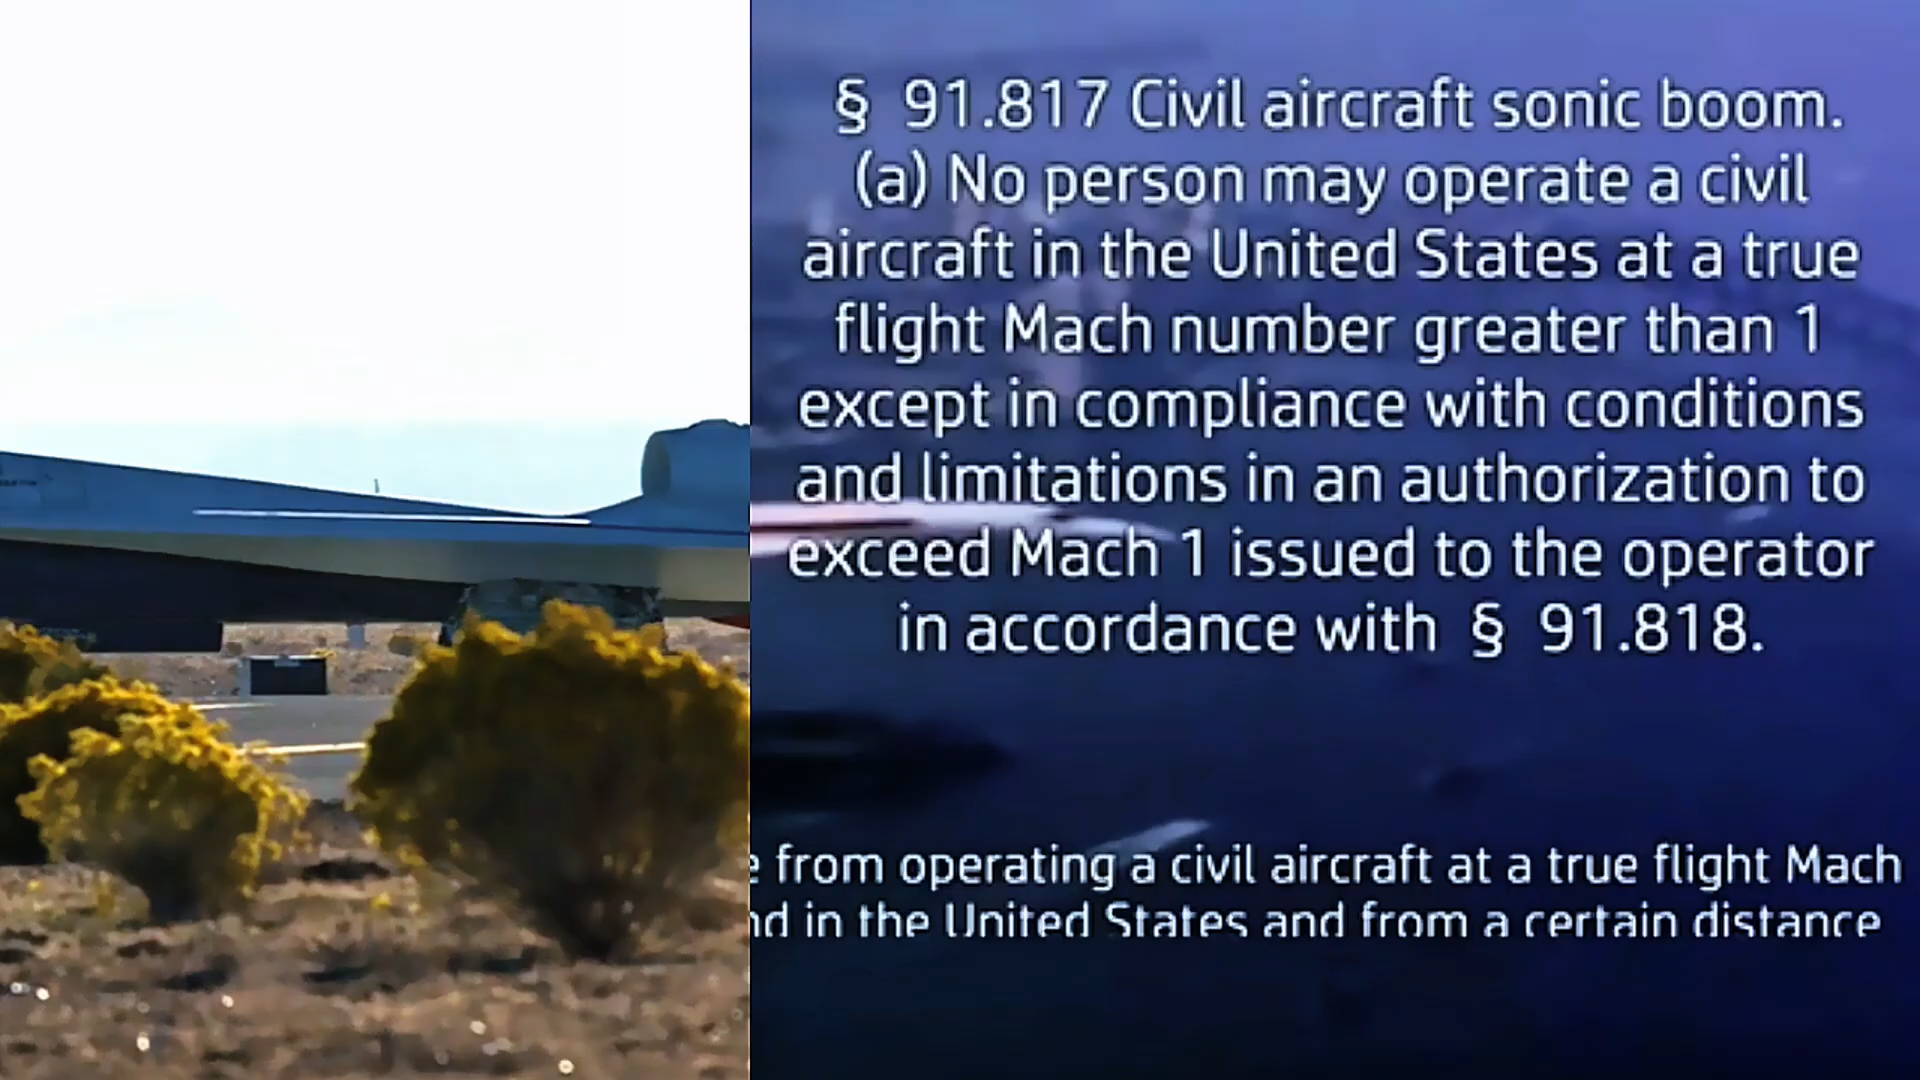 § 91.817 Civil aircraft sonic boom.
(a) No person may operate a civil
aircraft in the United States at a true
flight Mach number greater than 1
except in compliance with conditions
and limitations in an authorization to
exceed Mach 1 issued to the operator
in accordance with § 91.818.
from operating a civil aircraft at a true flight Mach
in the United States and from a certain distance